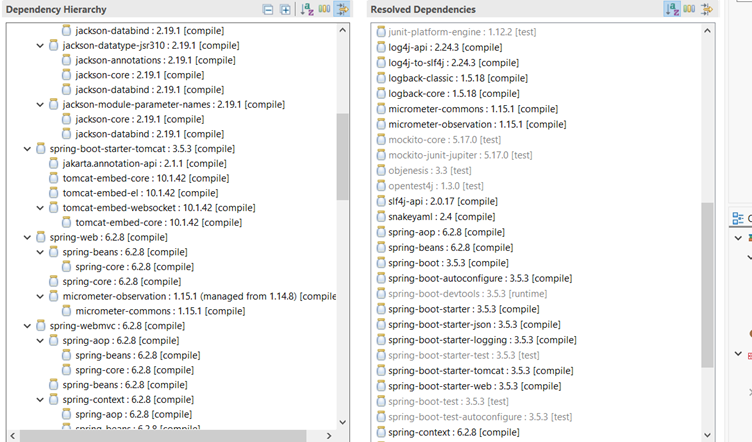 Dependency Hierarchy
jackson-databind : 2.19.1 [compile]
jackson-datatype-jsr310 : 2.19.1 [compile]
jackson-annotations : 2.19.1 [compile]
jackson-core : 2.19.1 [compile]
jackson-databind : 2.19.1 [compile]
jackson-module-parameter-names : 2.19.1 [compile]
jackson-core : 2.19.1 [compile]
jackson-databind : 2.19.1 [compile]
spring-boot-starter-tomcat : 3.5.3 [compile]
jakarta.annotation-api : 2.1.1 [compile]
tomcat-embed-core : 10.1.42 [compile]
tomcat-embed-el : 10.1.42 [compile]
tomcat-embed-websocket : 10.1.42 [compile]
tomcat-embed-core : 10.1.42 [compile]
spring-web : 6.2.8 [compile]
spring-beans : 6.2.8 [compile]
spring-core : 6.2.8 [compile]
spring-core : 6.2.8 [compile]
micrometer-observation : 1.15.1 (managed from 1.14.8) [compile
micrometer-commons : 1.15.1 [compile]
spring-webmvc : 6.2.8 [compile]
spring-aop : 6.2.8 [compile]
spring-beans : 6.2.8 [compile]
spring-core : 6.2.8 [compile]
spring-beans : 6.2.8 [compile]
spring-context : 6.2.8 [compile]
spring-aop : 6.2.8 [compile]
spring-beans : 6.2.8 [compile]
Resolved Dependencies
junit-platform-engine : 1.12.2 [test]
log4j-api : 2.24.3 [compile]
log4j-to-slf4j : 2.24.3 [compile]
logback-classic : 1.5.18 [compile]
logback-core : 1.5.18 [compile]
micrometer-commons : 1.15.1 [compile]
micrometer-observation : 1.15.1 [compile]
mockito-core : 5.17.0 [test]
mockito-junit-jupiter : 5.17.0 [test]
objenesis : 3.3 [test]
opentest4j : 1.3.0 [test]
slf4j-api : 2.0.17 [compile]
snakeyaml : 2.4 [compile]
spring-aop : 6.2.8 [compile]
spring-beans : 6.2.8 [compile]
spring-boot : 3.5.3 [compile]
spring-boot-autoconfigure : 3.5.3 [compile]
spring-boot-devtools : 3.5.3 [runtime]
spring-boot-starter : 3.5.3 [compile]
spring-boot-starter-json : 3.5.3 [compile]
spring-boot-starter-logging : 3.5.3 [compile]
spring-boot-starter-test : 3.5.3 [test]
spring-boot-starter-tomcat : 3.5.3 [compile]
spring-boot-starter-web : 3.5.3 [compile]
spring-boot-test : 3.5.3 [test]
spring-boot-test-autoconfigure : 3.5.3 [test]
spring-context : 6.2.8 [compile]